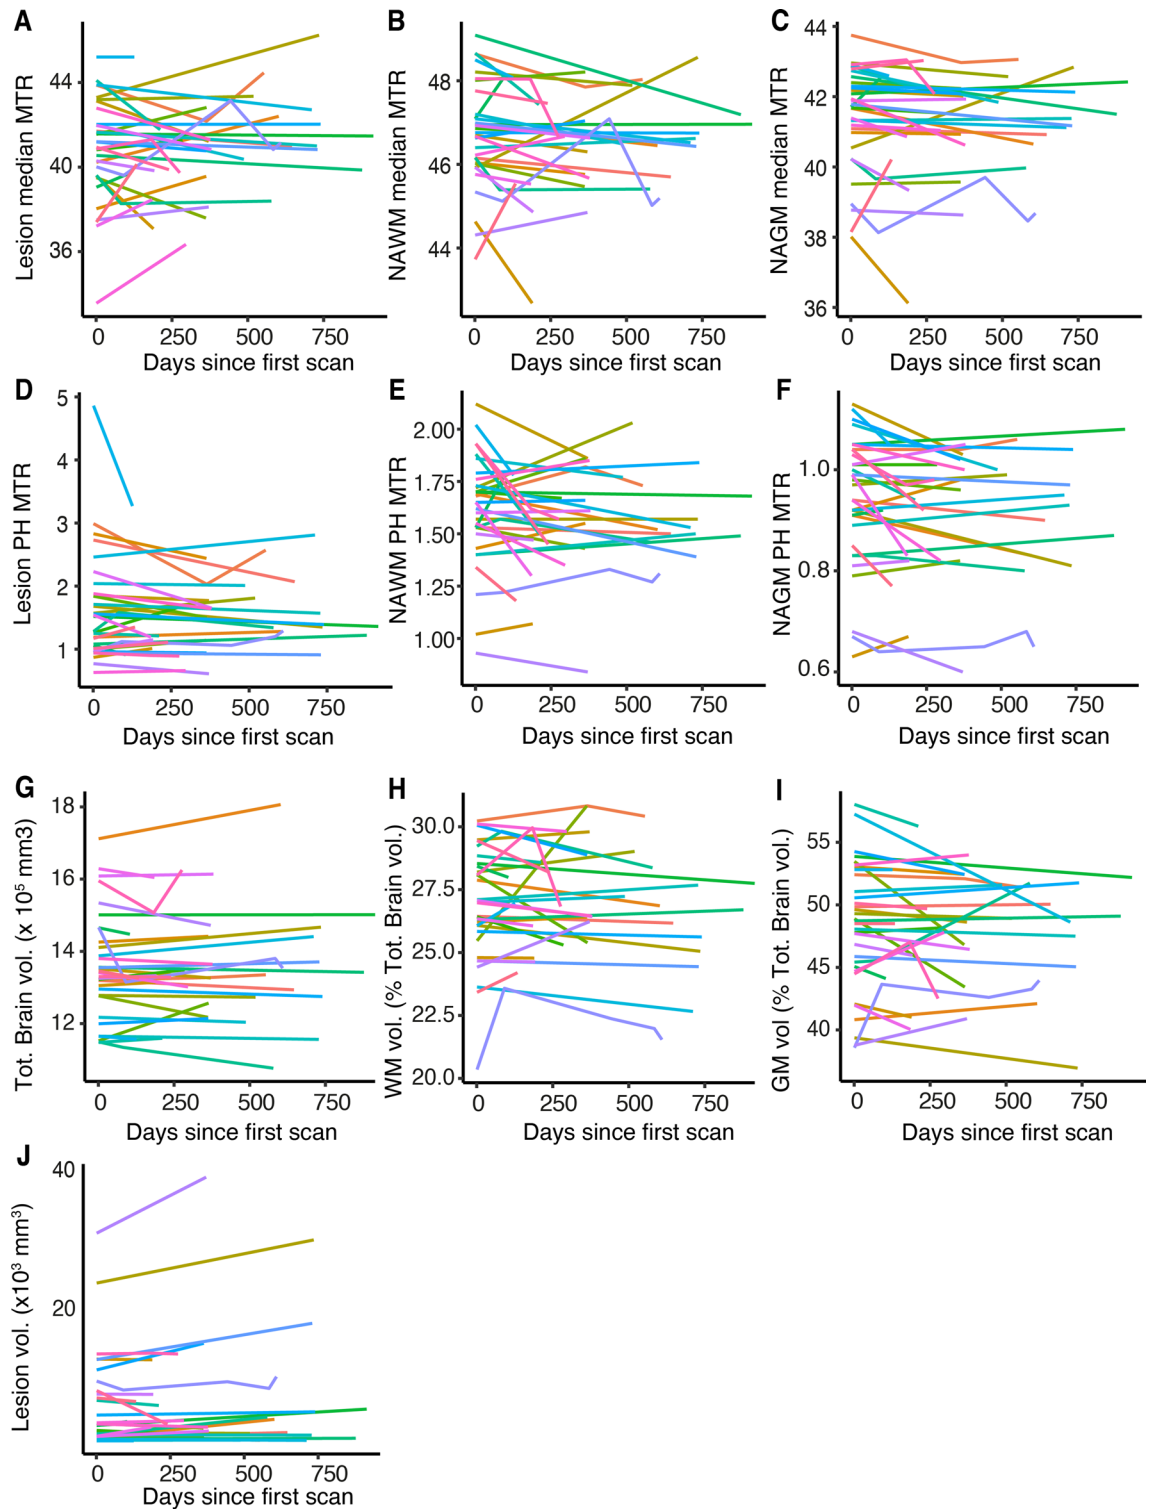 A
B
C
Lesion median MTR
44
40
36
0 250 500 750
Days since first scan
NAWM median MTR
48
46
44
0 250 500 750
Days since first scan
NAGM median MTR
44
42
40
38
36
0 250 500 750
Days since first scan
D
E
F
Lesion PH MTR
5
4
3
2
1
0 250 500 750
Days since first scan
NAWM PH MTR
2.00
1.75
1.50
1.25
1.00
0 250 500 750
Days since first scan
NAGM PH MTR
1.0
0.8
0.6
0 250 500 750
Days since first scan
G
H
I
Tot. Brain vol. (x 10⁵ mm3)
18
16
14
12
0 250 500 750
Days since first scan
WM vol. (% Tot. Brain vol.)
30.0
27.5
25.0
22.5
20.0
0 250 500 750
Days since first scan
GM vol (% Tot. Brain vol.)
55
50
45
40
0 250 500 750
Days since first scan
J
Lesion vol. (x10³ mm³)
40
20
0 250 500 750
Days since first scan